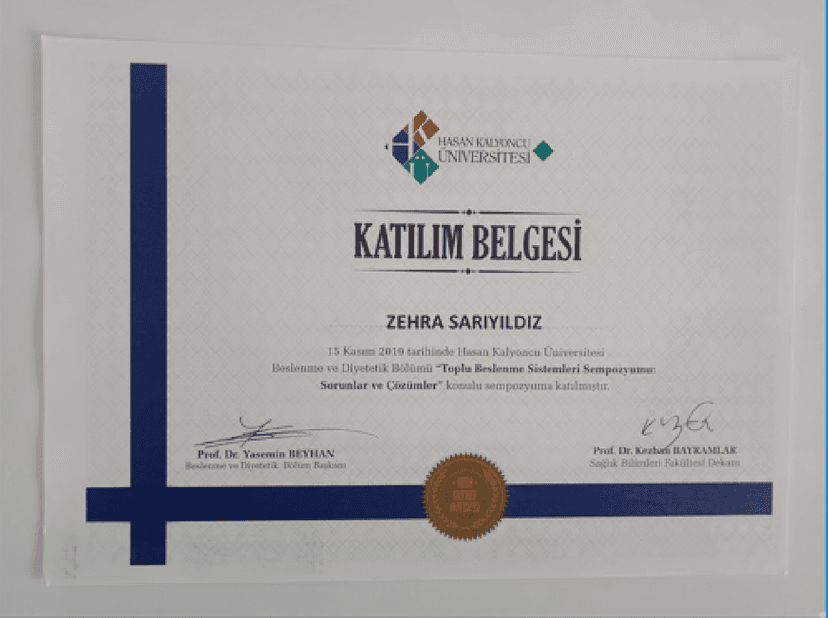 HASAN KALYONCU
ÜNİVERSİTESİ
KATILIM BELGESİ
ZEHRA SARIYILDIZ
15 Kasım 2019 tarihinde Hasan Kalyoncu Üniversitesi
Beslenme ve Diyetetik Bölümü "Toplu Beslenme Sistemleri Sempozyumu:
Sorunlar ve Çözümler" konulu sempozyuma katılmıştır.
Prof. Dr. Yasemin BEYHAN
Beslenme ve Diyetetik Bölüm Başkanı
Prof. Dr. Kezban BAYRAMLAR
Sağlık Bilimleri Fakültesi Dekanı